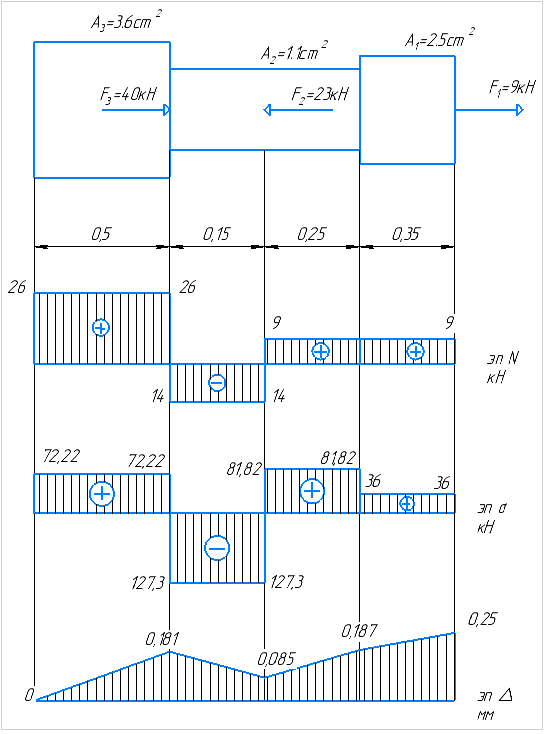 A₃=3.6cm²
A₂=1.1cm²
A₁=2.5cm²
F₃=40кН
F₂=23кН
F₁=9кН
0,5 0,15 0,25 0,35
26 26
9 9
14 14
эп N
кН
72,22 72,22
81,82 81,82
36 36
эп σ
кН
127,3 127,3
0 0,181 0,085 0,187 0,25
эп △
мм